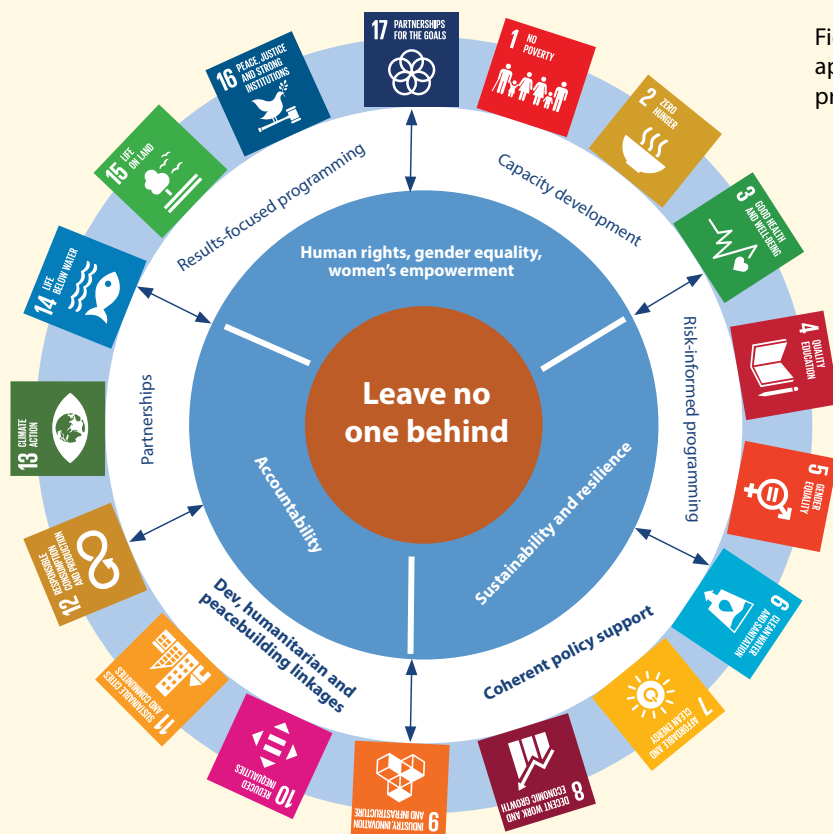 Fi
ap
pr
17 PARTNERSHIPS
FOR THE GOALS
1 NO
POVERTY
2 ZERO
HUNGER
3 GOOD HEALTH
AND WELL-BEING
4 QUALITY
EDUCATION
5 GENDER
EQUALITY
6 CLEAN WATER
AND SANITATION
7 AFFORDABLE AND
CLEAN ENERGY
8 DECENT WORK AND
ECONOMIC GROWTH
9 INDUSTRY, INNOVATION
AND INFRASTRUCTURE
10 REDUCED
INEQUALITIES
11 SUSTAINABLE CITIES
AND COMMUNITIES
12 RESPONSIBLE
CONSUMPTION
AND PRODUCTION
13 CLIMATE
ACTION
14 LIFE
BELOW WATER
15 LIFE
ON LAND
16 PEACE, JUSTICE
AND STRONG
INSTITUTIONS
Results-focused programming
Capacity development
Risk-informed programming
Coherent policy support
Dev, humanitarian and
peacebuilding linkages
Partnerships
Human rights, gender equality,
women's empowerment
Sustainability and resilience
Accountability
Leave no
one behind